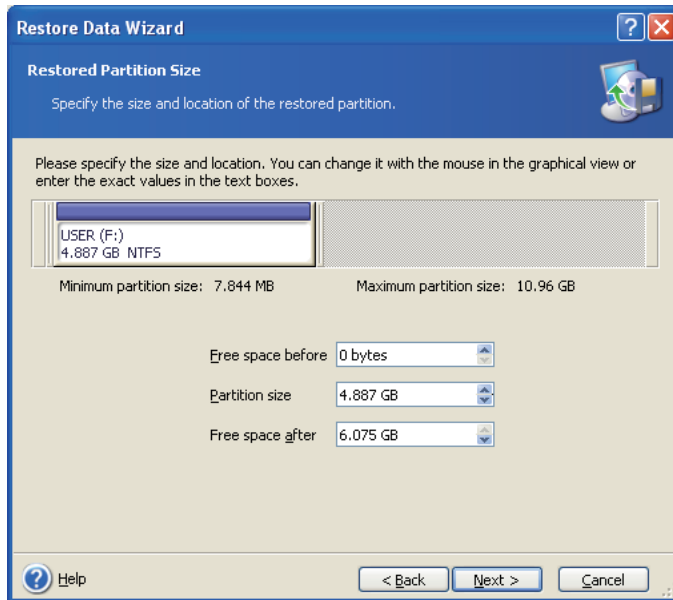 Restore Data Wizard
Restored Partition Size
Specify the size and location of the restored partition.
Please specify the size and location. You can change it with the mouse in the graphical view or
enter the exact values in the text boxes.
USER (F:)
4.887 GB NTFS
Minimum partition size: 7.844 MB Maximum partition size: 10.96 GB
Free space before 0 bytes
Partition size 4.887 GB
Free space after 6.075 GB
Help < Back Next > Cancel